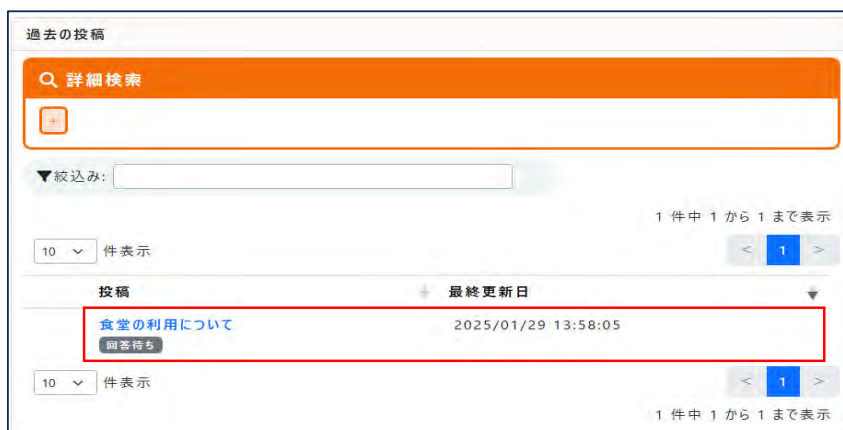 過去の投稿
詳細検索
+
絞込み:
1 件中 1 から 1 まで表示
10 件表示 < 1 >
投稿 最終更新日
食堂の利用について 2025/01/29 13:58:05
回答待ち
10 件表示 < 1 >
1 件中 1 から 1 まで表示